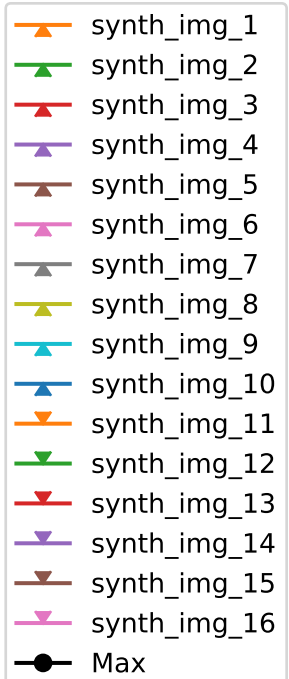 synth_img_1
synth_img_2
synth_img_3
synth_img_4
synth_img_5
synth_img_6
synth_img_7
synth_img_8
synth_img_9
synth_img_10
synth_img_11
synth_img_12
synth_img_13
synth_img_14
synth_img_15
synth_img_16
Max